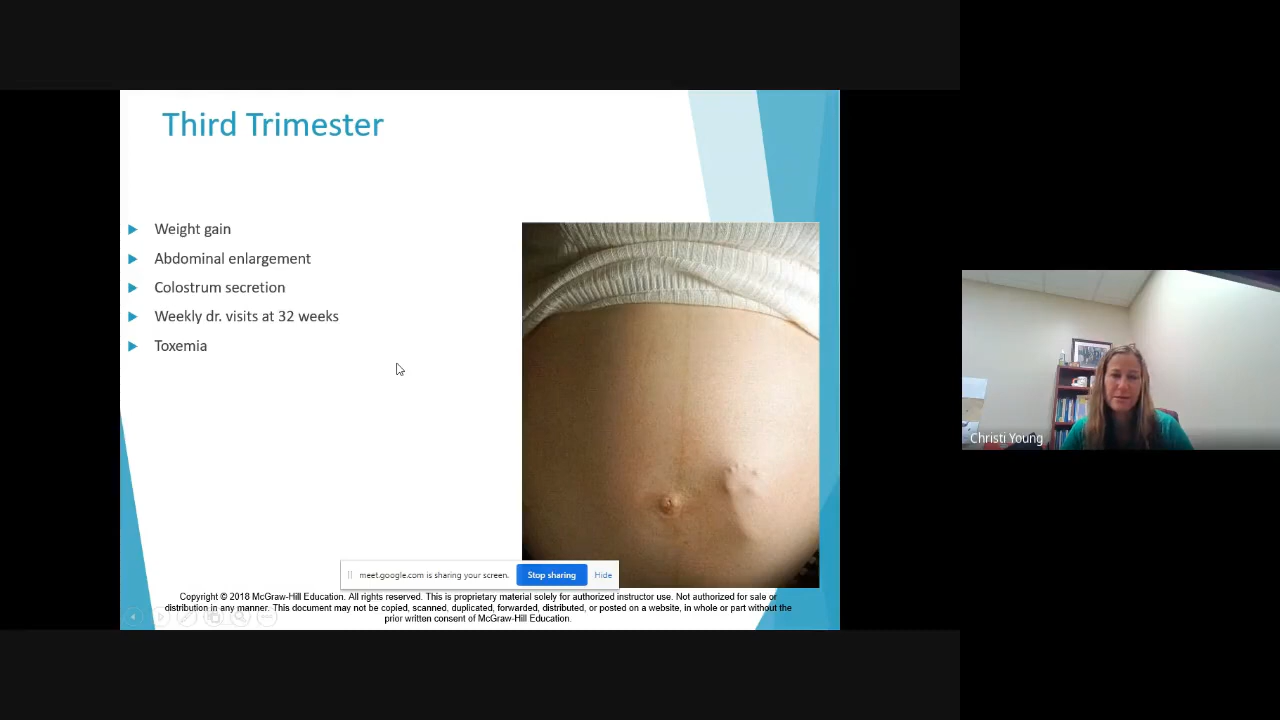 Third Trimester
Weight gain
Abdominal enlargement
Colostrum secretion
Weekly dr. visits at 32 weeks
Toxemia
Christi Young
meet.google.com is sharing your screen. Stop sharing Hide
Copyright © 2018 McGraw-Hill Education. All rights reserved. This is proprietary material solely for authorized instructor use. Not authorized for sale or
distribution in any manner. This document may not be copied, scanned, duplicated, forwarded, distributed, or posted on a website, in whole or part without the
prior written consent of McGraw-Hill Education.